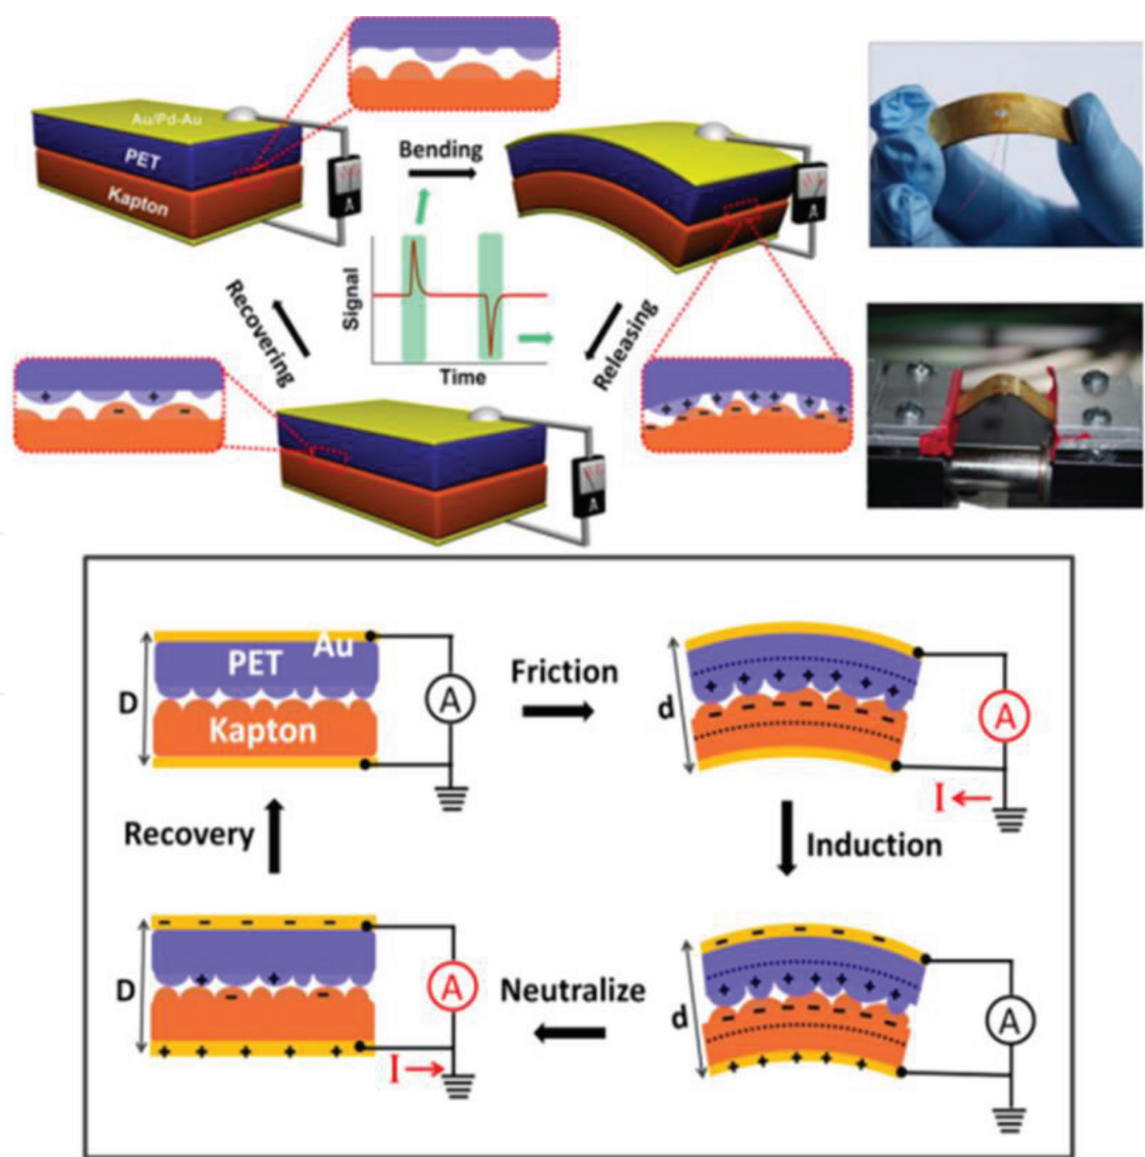 Au/Pd-Au
PET
Kapton
A
Bending
A
Signal
Time
Recovering
Releasing
+ +
- -
+ + + + + + + +
- - - - - - - -
A
Au
PET
D
Kapton
A
Friction
+ + + + + +
- - - - - - -
d
A
I
Recovery
Induction
- - - - -
+ +
- -
D
+ + + + +
A
I
Neutralize
- - - - -
+ + + + + +
- - - - - - -
d
+ + + + +
A